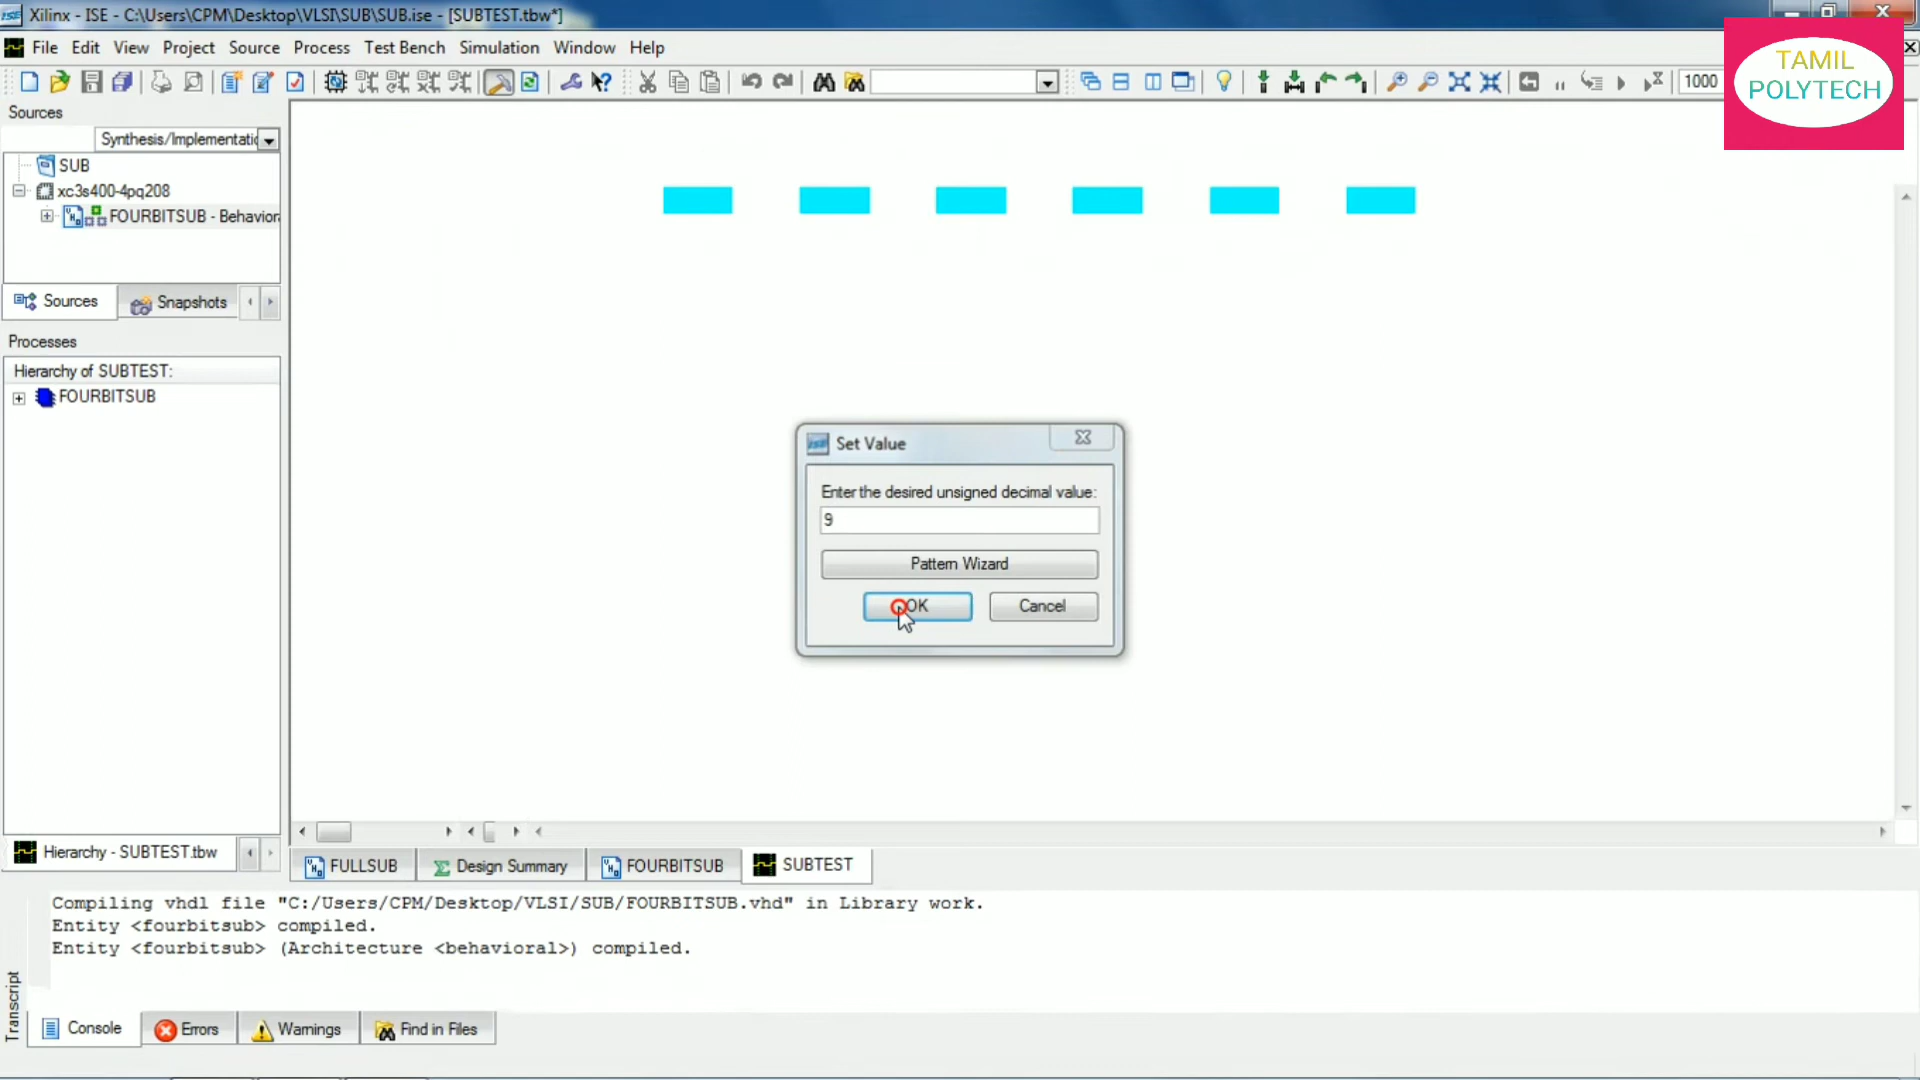 Xilinx - ISE - C:\Users\CPM\Desktop\VLSI\SUB\SUB.ise - [SUBTEST.tbw*]
File Edit View Project Source Process Test Bench Simulation Window Help
1000
TAMIL
POLYTECH
Sources
Synthesis/Implementatio
SUB
xc3s400-4pq208
FOURBITSUB - Behavior
Sources Snapshots
Processes
Hierarchy of SUBTEST:
FOURBITSUB
Set Value
Enter the desired unsigned decimal value:
9
Pattern Wizard
OK Cancel
Hierarchy - SUBTEST.tbw
FULLSUB Design Summary FOURBITSUB SUBTEST
Compiling vhdl file "C:/Users/CPM/Desktop/VLSI/SUB/FOURBITSUB.vhd" in Library work.
Entity <fourbitsub> compiled.
Entity <fourbitsub> (Architecture <behavioral>) compiled.
Transcript
Console Errors Warnings Find in Files